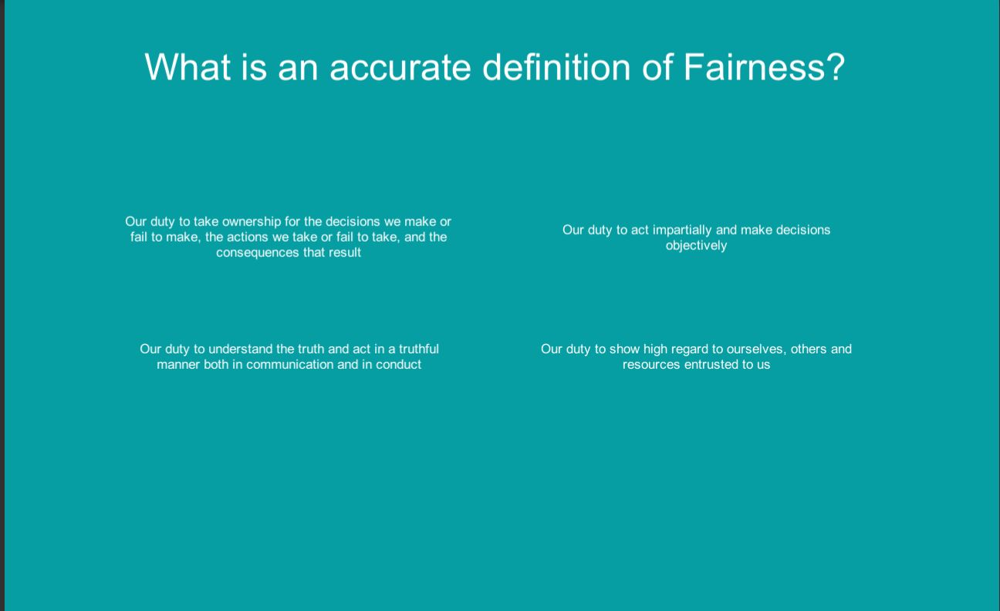 What is an accurate definition of Fairness?
Our duty to take ownership for the decisions we make or
fail to make, the actions we take or fail to take, and the
consequences that result
Our duty to act impartially and make decisions
objectively
Our duty to understand the truth and act in a truthful
manner both in communication and in conduct
Our duty to show high regard to ourselves, others and
resources entrusted to us